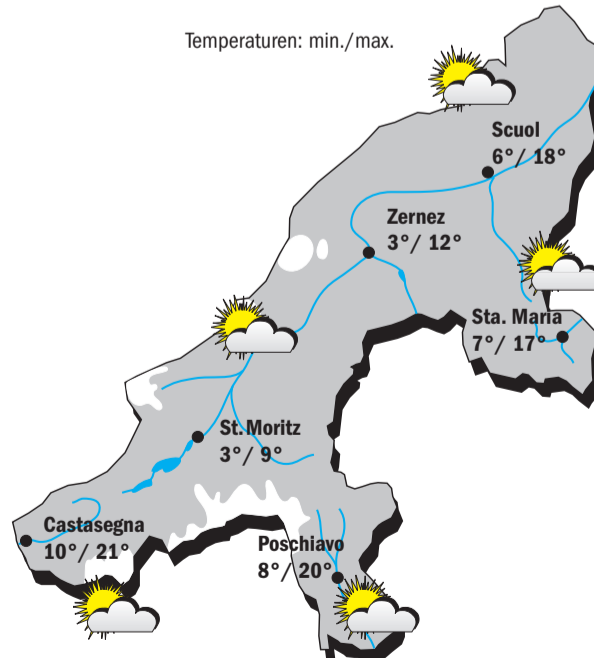 Temperaturen: min./max.
Scuol
6°/ 18°
Zernez
3°/ 12°
Sta. Maria
7°/ 17°
St. Moritz
3°/ 9°
Castasegna
10°/ 21°
Poschiavo
8°/ 20°